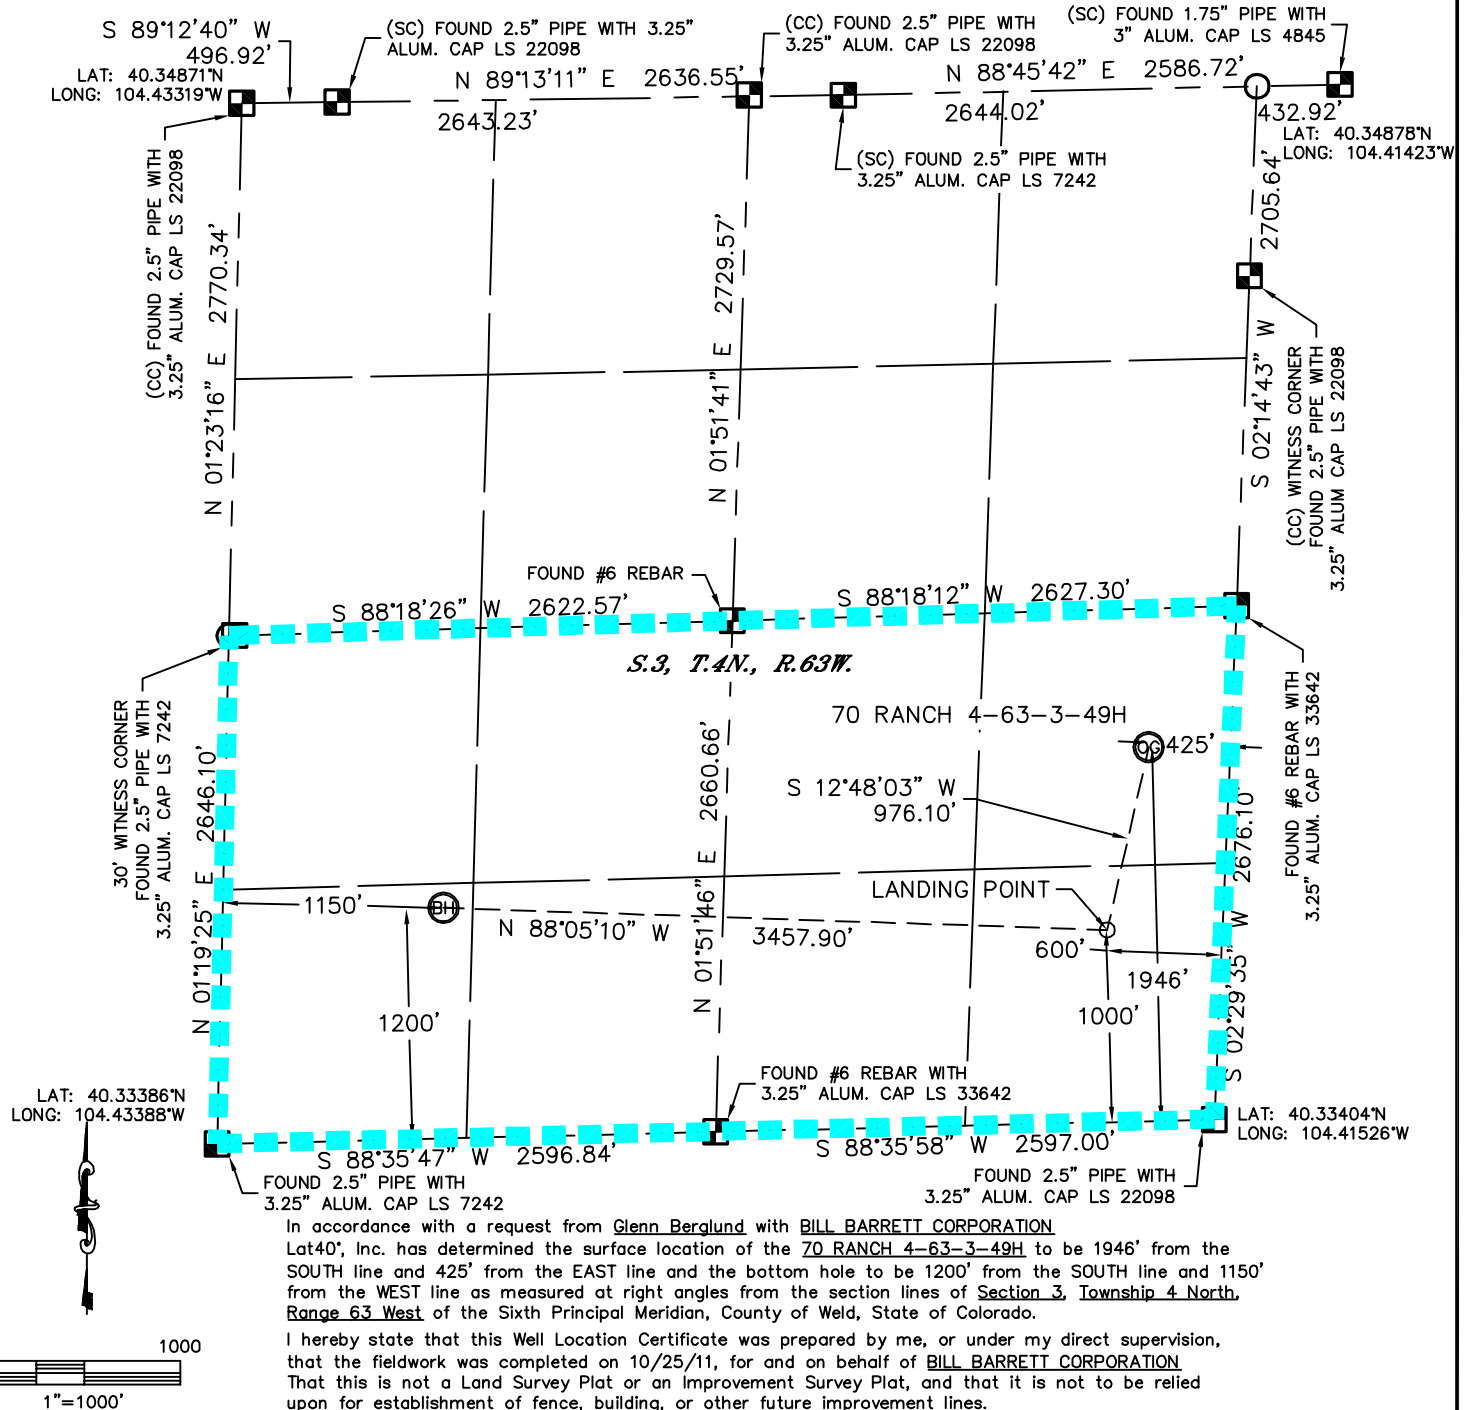 S 89°12'40" W
496.92'
(SC) FOUND 2.5" PIPE WITH 3.25"
ALUM. CAP LS 22098
(CC) FOUND 2.5" PIPE WITH
3.25" ALUM. CAP LS 22098
(SC) FOUND 1.75" PIPE WITH
3" ALUM. CAP LS 4845
LAT: 40.34871°N
LONG: 104.43319°W
N 89°13'11" E 2636.55'
N 88°45'42" E 2586.72'
2643.23'
2644.02'
432.92'
LAT: 40.34878°N
LONG: 104.41423°W
(SC) FOUND 2.5" PIPE WITH
3.25" ALUM. CAP LS 7242
(CC) FOUND 2.5" PIPE WITH
3.25" ALUM. CAP LS 22098
N 01°23'16" E 2770.34'
N 01°51'41" E 2729.57'
S 02°14'43" W 2705.64'
(CC) WITNESS CORNER
FOUND 2.5" PIPE WITH
3.25" ALUM CAP LS 22098
FOUND #6 REBAR
S 88°18'26" W 2622.57'
S 88°18'12" W 2627.30'
S.3, T.4N., R.63W.
30' WITNESS CORNER
FOUND 2.5" PIPE WITH
3.25" ALUM. CAP LS 7242
N 01°19'25" E 2646.10'
N 01°51'46" E 2660.66'
70 RANCH 4-63-3-49H
OG 425'
S 12°48'03" W
976.10'
S 02°29'35" W 2676.10'
FOUND #6 REBAR WITH
3.25" ALUM. CAP LS 33642
LANDING POINT
1150'
BH
N 88°05'10" W 3457.90'
600'
1946'
1200'
1000'
FOUND #6 REBAR WITH
3.25" ALUM. CAP LS 33642
LAT: 40.33386°N
LONG: 104.43388°W
LAT: 40.33404°N
LONG: 104.41526°W
S 88°35'47" W 2596.84'
S 88°35'58" W 2597.00'
FOUND 2.5" PIPE WITH
3.25" ALUM. CAP LS 7242
FOUND 2.5" PIPE WITH
3.25" ALUM. CAP LS 22098
In accordance with a request from Glenn Berglund with BILL BARRETT CORPORATION
Lat40°, Inc. has determined the surface location of the 70 RANCH 4-63-3-49H to be 1946' from the
SOUTH line and 425' from the EAST line and the bottom hole to be 1200' from the SOUTH line and 1150'
from the WEST line as measured at right angles from the section lines of Section 3, Township 4 North,
Range 63 West of the Sixth Principal Meridian, County of Weld, State of Colorado.
I hereby state that this Well Location Certificate was prepared by me, or under my direct supervision,
that the fieldwork was completed on 10/25/11, for and on behalf of BILL BARRETT CORPORATION
That this is not a Land Survey Plat or an Improvement Survey Plat, and that it is not to be relied
upon for establishment of fence, building, or other future improvement lines.
1000
1"=1000'